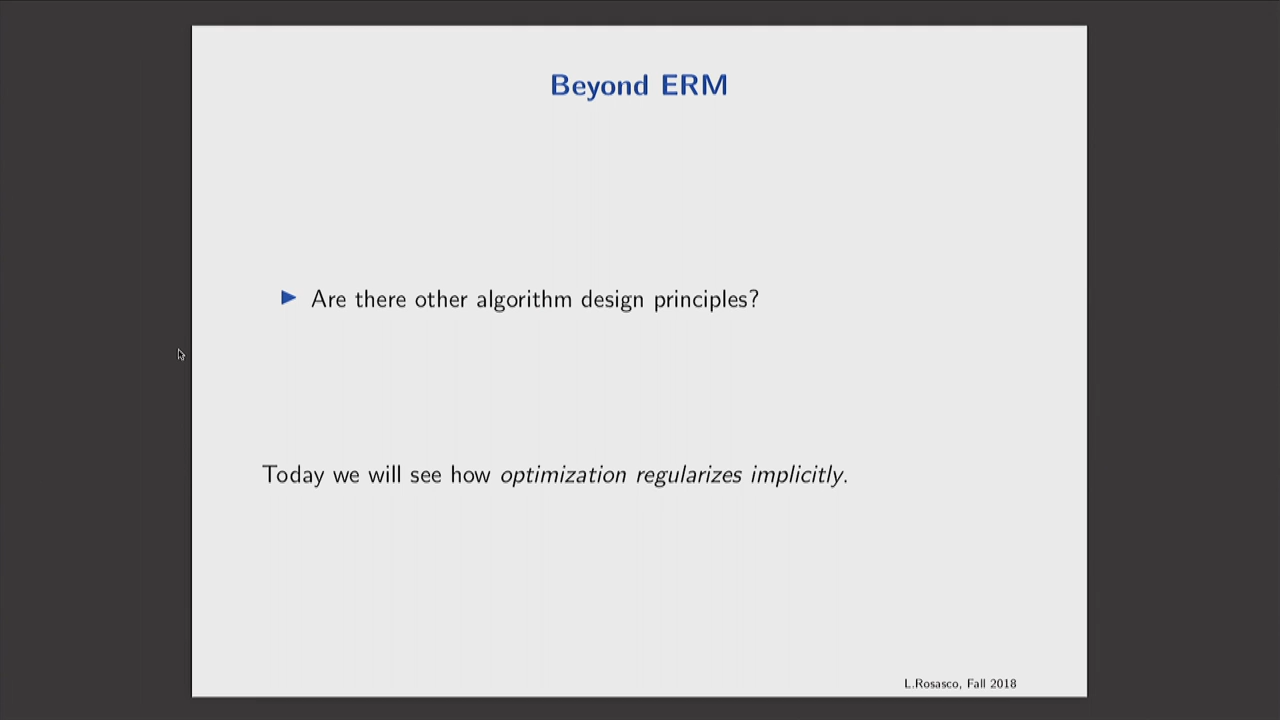 Beyond ERM
Are there other algorithm design principles?
Today we will see how optimization regularizes implicitly.
L.Rosasco, Fall 2018